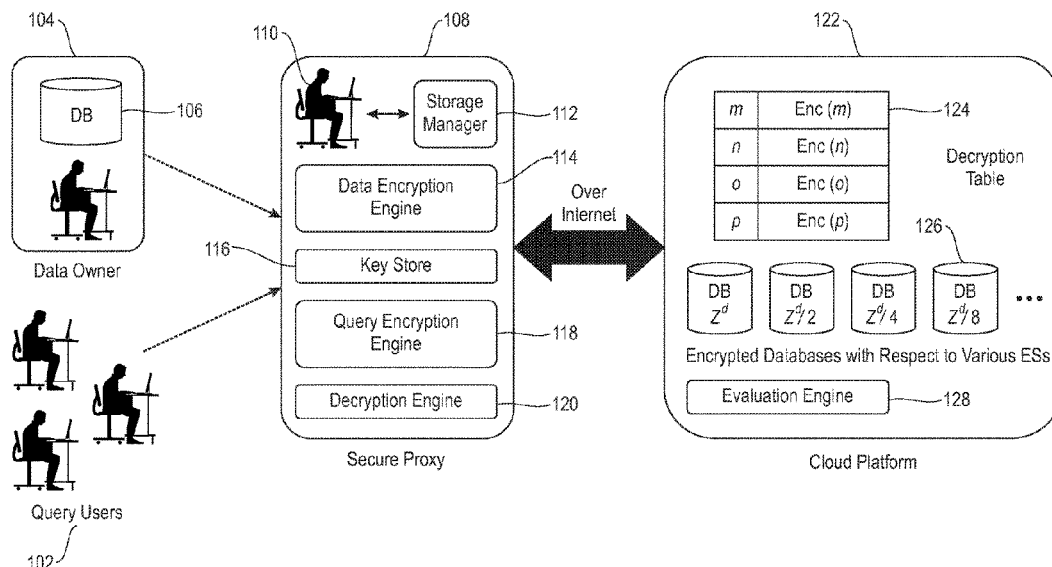 104
DB
106
Data Owner
Query Users
102
108
110
Storage
Manager
112
Data Encryption
Engine
114
116
Key Store
Query Encryption
Engine
118
Decryption Engine
120
Secure Proxy
Over
Internet
122
m Enc (m)
n Enc (n)
o Enc (o)
p Enc (p)
124
Decryption
Table
126
DB DB DB DB
Z^d Z^d/2 Z^d/4 Z^d/8 •••
Encrypted Databases with Respect to Various ESs
Evaluation Engine
128
Cloud Platform